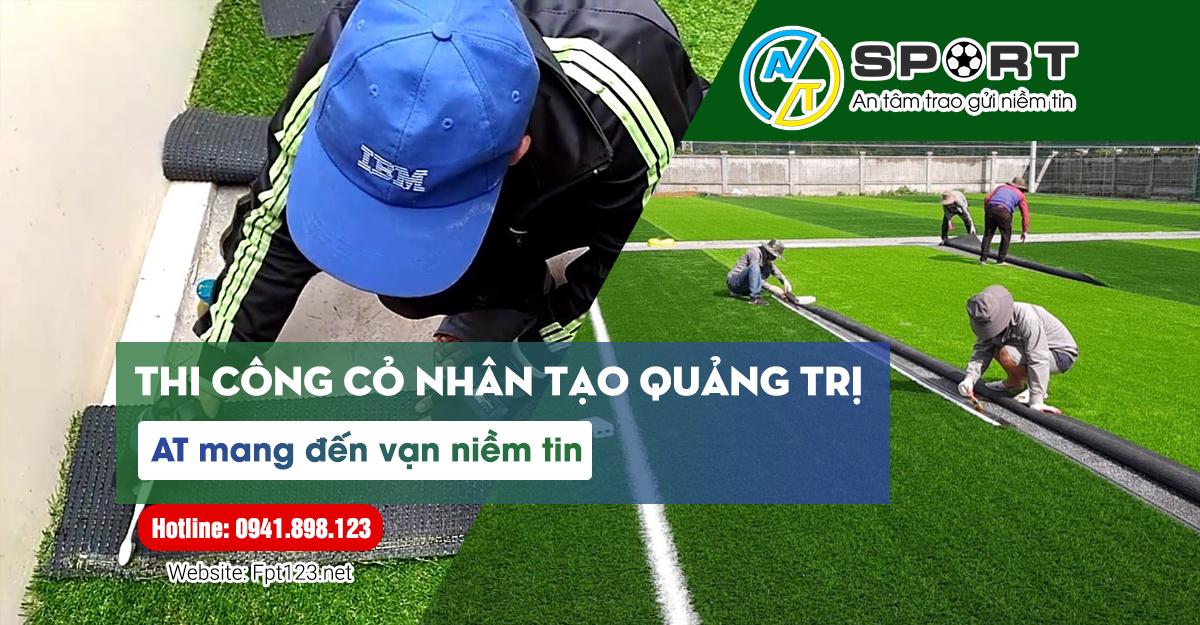 AT SPORT
An tâm trao gửi niềm tin
IBM
THI CÔNG CỎ NHÂN TẠO QUẢNG TRỊ
AT mang đến vạn niềm tin
Hotline: 0941.898.123
Website: Fpt123.net